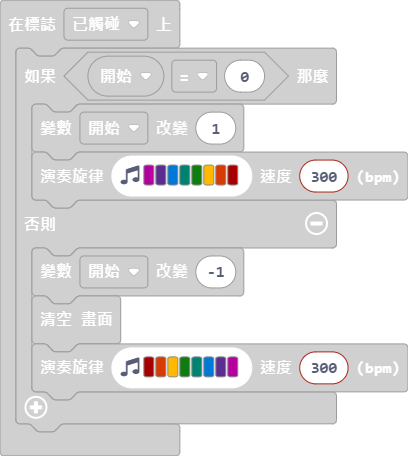 在標誌 已觸碰 上
如果 開始 = 0 那麼
變數 開始 改變 1
演奏旋律 速度 300 (bpm)
否則
變數 開始 改變 -1
清空 畫面
演奏旋律 速度 300 (bpm)